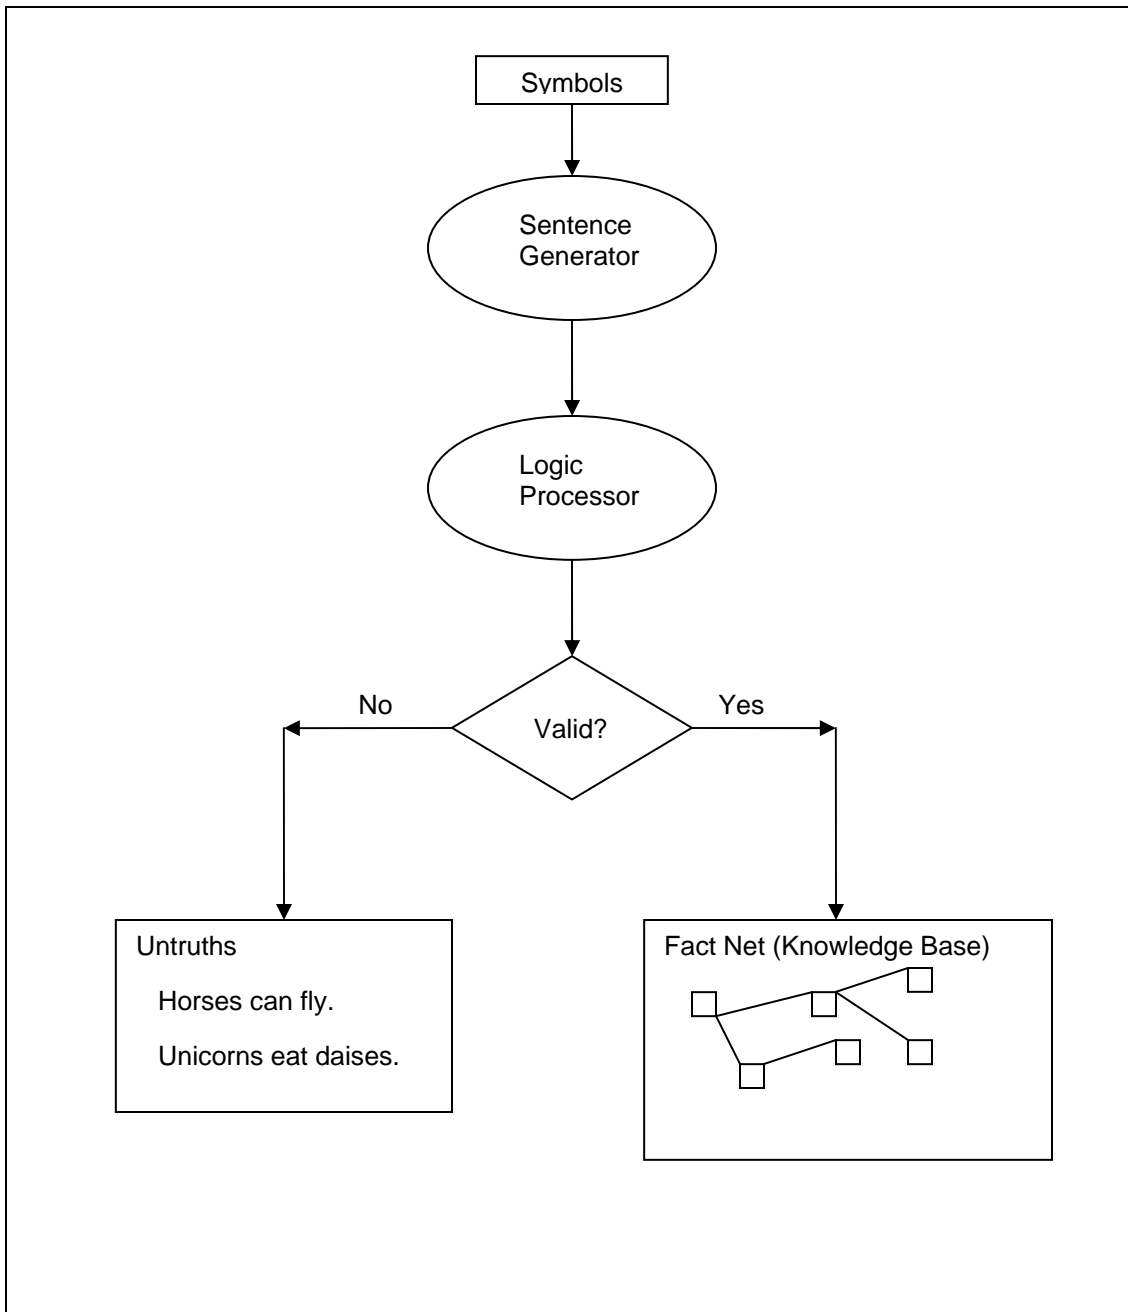 Symbols
Sentence
Generator
Logic
Processor
No
Yes
Valid?
Untruths
Horses can fly.
Unicorns eat daises.
Fact Net (Knowledge Base)